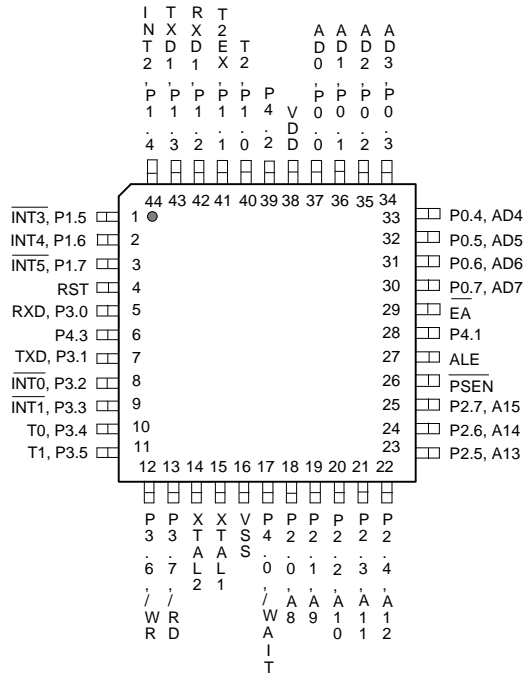 INT2,P1.4
TXD1,P1.3
RXD1,P1.2
T2EX,P1.1
T2,P1.0
P4.2
VDD
AD0,P0.0
AD1,P0.1
AD2,P0.2
AD3,P0.3
44 43 42 41 40 39 38 37 36 35 34
INT3, P1.5 1
INT4, P1.6 2
INT5, P1.7 3
RST 4
RXD, P3.0 5
P4.3 6
TXD, P3.1 7
INT0, P3.2 8
INT1, P3.3 9
T0, P3.4 10
T1, P3.5 11
33 P0.4, AD4
32 P0.5, AD5
31 P0.6, AD6
30 P0.7, AD7
29 EA
28 P4.1
27 ALE
26 PSEN
25 P2.7, A15
24 P2.6, A14
23 P2.5, A13
12 13 14 15 16 17 18 19 20 21 22
P3.6,/WR
P3.7,/RD
XTAL2
XTAL1
VSS
P4.0,/WAIT
P2.0,A8
P2.1,A9
P2.2,A10
P2.3,A11
P2.4,A12